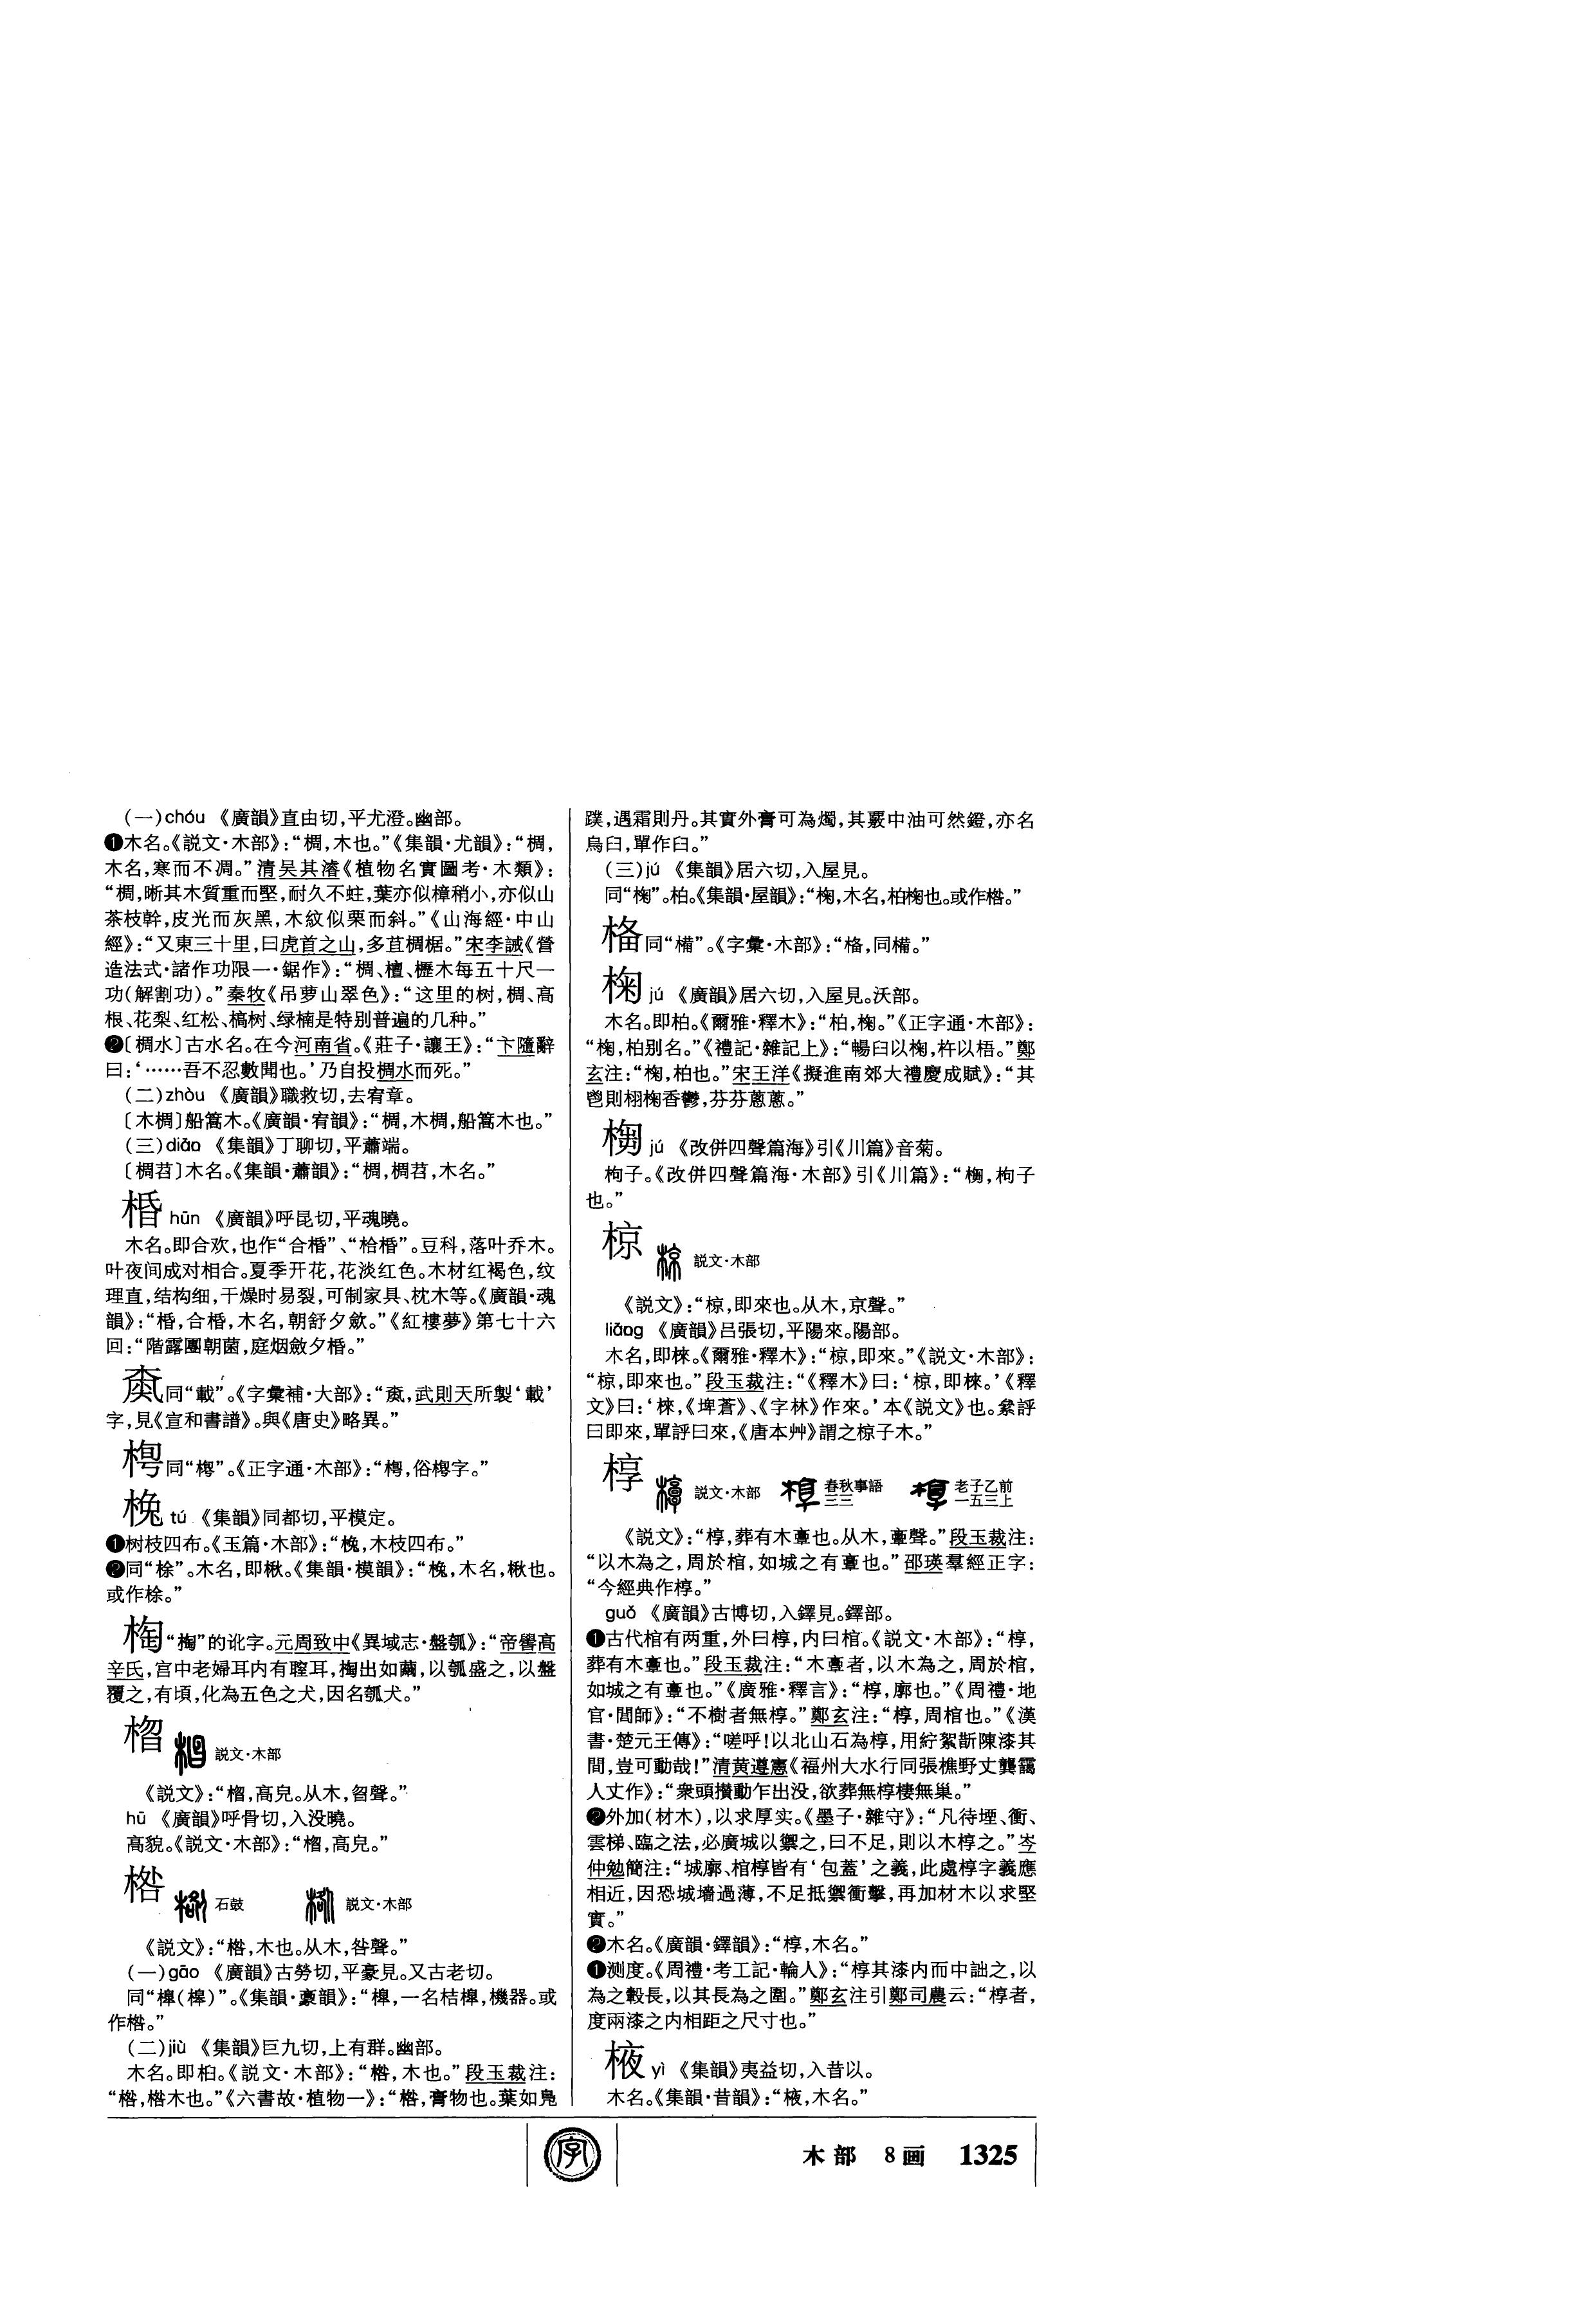 (一)chóu 《廣韻》直由切,平尤澄。幽部。
❶木名。《説文·木部》:“椆,木也。”《集韻·尤韻》:“椆,
木名,寒而不凋。”清吴其濬《植物名實圖考·木類》:
“椆,晰其木質重而堅,耐久不蛀,葉亦似樟稍小,亦似山
茶枝幹,皮光而灰黑,木紋似栗而斜。”《山海經·中山
經》:“又東三十里,曰虎首之山,多苴椆椐。”宋李誡《營
造法式·諸作功限一·鋸作》:“椆、檀、櫪木每五十尺一
功(解割功)。”秦牧《吊萝山翠色》:“这里的树,椆、高
根、花梨、红松、槁树、绿楠是特别普遍的几种。”
❷〔椆水〕古水名。在今河南省。《莊子·讓王》:“卞隨辭
曰:‘……吾不忍數聞也。’乃自投椆水而死。”
(二)zhòu 《廣韻》職救切,去宥章。
〔木椆〕船篙木。《廣韻·宥韻》:“椆,木椆,船篙木也。”
(三)diāo 《集韻》丁聊切,平蕭端。
〔椆苕〕木名。《集韻·蕭韻》:“椆,椆苕,木名。”
棔 hūn 《廣韻》呼昆切,平魂曉。
木名。即合欢,也作“合棔”、“枱棔”。豆科,落叶乔木。
叶夜间成对相合。夏季开花,花淡红色。木材红褐色,纹
理直,结构细,干燥时易裂,可制家具、枕木等。《廣韻·魂
韻》:“棔,合棔,木名,朝舒夕斂。”《紅樓夢》第七十六
回:“階露團朝菌,庭烟斂夕棔。”
同“載”。《字彙補·大部》:“武則天所製‘載’
字,見《宣和書譜》。與《唐史》略異。”
同“樗”。《正字通·木部》:“俗樗字。”
梚 tú 《集韻》同都切,平模定。
❶树枝四布。《玉篇·木部》:“木枝四布。”
❷同“梌”。木名,即楸。《集韻·模韻》:“木名,楸也。
或作梌。”
“掏”的讹字。元周致中《異域志·盤瓠》:“帝嚳高
辛氏,宫中老婦耳内有瞠耳,掏出如繭,以瓠盛之,以盤
覆之,有頃,化為五色之犬,因名瓠犬。”
榾 説文·木部
《説文》:“高皃。从木,曶聲。”
hū 《廣韻》呼骨切,入没曉。
高貌。《説文·木部》:“高皃。”
㭲 石鼓 説文·木部
《説文》:“木也。从木,咎聲。”
(一)gāo 《廣韻》古勞切,平豪見。又古老切。
同“槔(橰)”。《集韻·豪韻》:“橰,一名桔橰,機器。或
作楁。”
(二)jiù 《集韻》巨九切,上有群。幽部。
木名。即桕。《説文·木部》:“木也。”段玉裁注:
“木也。”《六書故·植物一》:“膏物也。葉如鳧
蹼,遇霜則丹。其實外膏可為燭,其覈中油可然鐙,亦名
烏臼,單作臼。”
(三)jú 《集韻》居六切,入屋見。
同“椈”。柏。《集韻·屋韻》:“椈,木名,柏椈也。或作楁。”
同“櫹”。《字彙·木部》:
椈 jú 《廣韻》居六切,入屋見。沃部。
木名。即柏。《爾雅·釋木》:“柏,椈。”《正字通·木部》:
“椈,柏别名。”《禮記·雜記上》:“暢臼以椈,杵以梧。”鄭
玄注:“椈,柏也。”宋王洋《擬進南郊大禮慶成賦》:“其
鬯則栩椈香鬱,芬芬蔥蔥。”
jú 《改併四聲篇海》引《川篇》音菊。
枸子。《改併四聲篇海·木部》引《川篇》:“枸子
也。”
椋 説文·木部
《説文》:“椋,即來也。从木,京聲。”
liáng 《廣韻》吕張切,平陽來。陽部。
木名,即梾。《爾雅·釋木》:“椋,即來。”《説文·木部》:
“椋,即來也。”段玉裁注:“《釋木》曰:‘椋,即梾。’《釋
文》曰:‘梾,《埤蒼》、《字林》作來。’本《説文》也。絫評
曰即來,單評曰來,《唐本艸》謂之椋子木。”
椁 説文·木部 春秋事語三三 老子乙前一五三上
《説文》:“椁,葬有木𩫏也。从木,𩫏聲。”段玉裁注:
“以木為之,周於棺,如城之有𩫏也。”邵瑛羣經正字:
“今經典作椁。”
guǒ 《廣韻》古博切,入鐸見。鐸部。
❶古代棺有两重,外曰椁,内曰棺。《説文·木部》:“椁,
葬有木𩫏也。”段玉裁注:“木𩫏者,以木為之,周於棺,
如城之有𩫏也。”《廣雅·釋言》:“椁,廓也。”《周禮·地
官·閭師》:“不樹者無椁。”鄭玄注:“椁,周棺也。”《漢
書·楚元王傳》:“嗟呼!以北山石為椁,用紵絮斮陳漆其
間,豈可動哉!”清黄遵憲《福州大水行同張樵野丈龔靄
人丈作》:“衆頭攢動乍出没,欲葬無椁棲無巢。”
❷外加(材木),以求厚实。《墨子·雜守》:“凡待堙、衝、
雲梯、臨之法,必廣城以禦之,曰不足,則以木椁之。”岑
仲勉簡注:“城廓、棺椁皆有‘包蓋’之義,此處椁字義應
相近,因恐城墙過薄,不足抵禦衝擊,再加材木以求堅
實。”
❷木名。《廣韻·鐸韻》:“椁,木名。”
❶测度。《周禮·考工記·輪人》:“椁其漆内而中詘之,以
為之轂長,以其長為之圍。”鄭玄注引鄭司農云:“椁者,
度兩漆之内相距之尺寸也。”
棭 yì 《集韻》夷益切,入昔以。
木名。《集韻·昔韻》:“棭,木名。”
字 木部 8画 1325